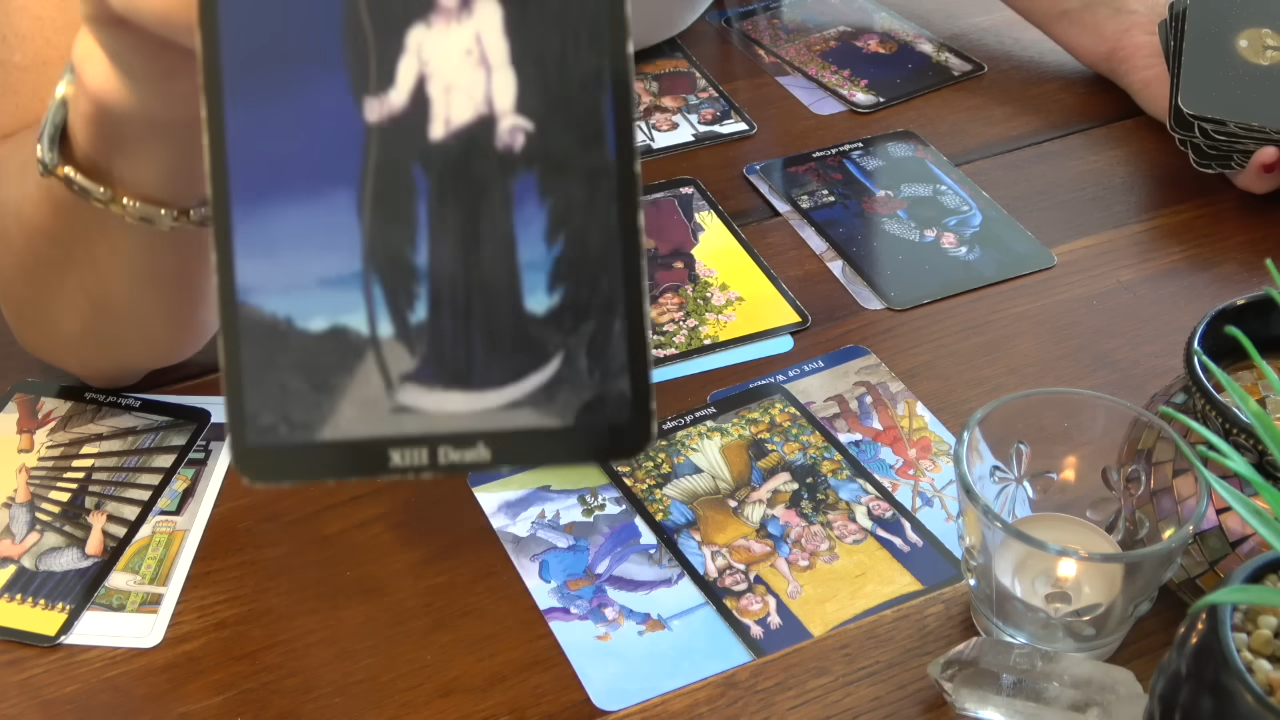 Knight of Cups
FIVE OF WANDS
Nine of Cups
Eight of Rods
XIII Death